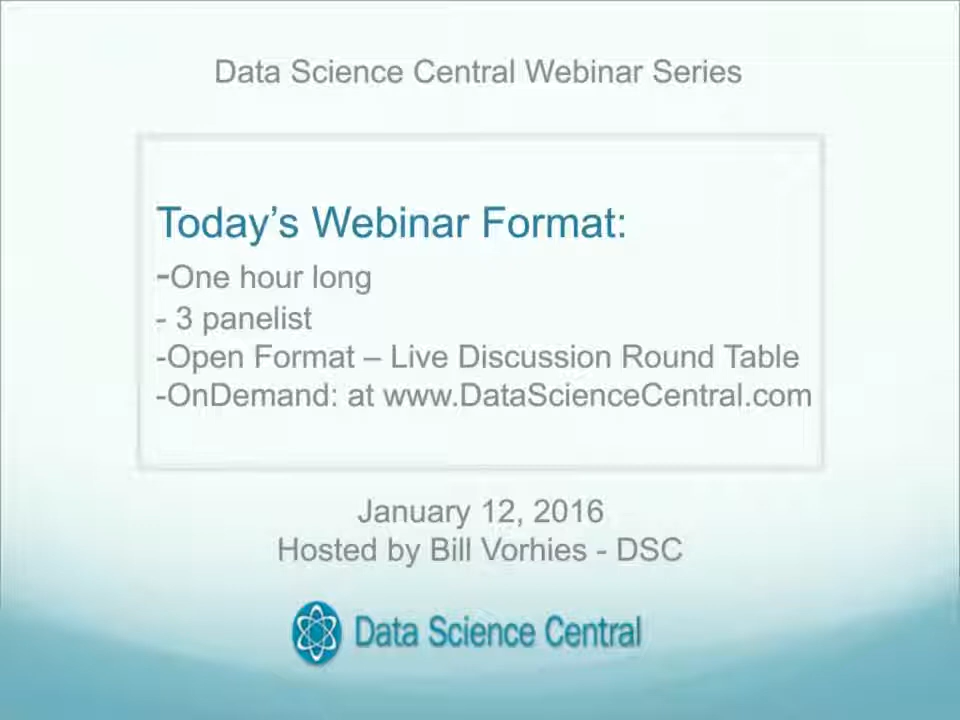 Data Science Central Webinar Series
Today's Webinar Format:
-One hour long
- 3 panelist
-Open Format – Live Discussion Round Table
-OnDemand: at www.DataScienceCentral.com
January 12, 2016
Hosted by Bill Vorhies - DSC
Data Science Central